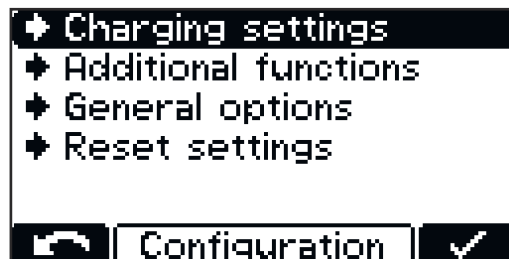 Charging settings
Additional functions
General options
Reset settings
Configuration